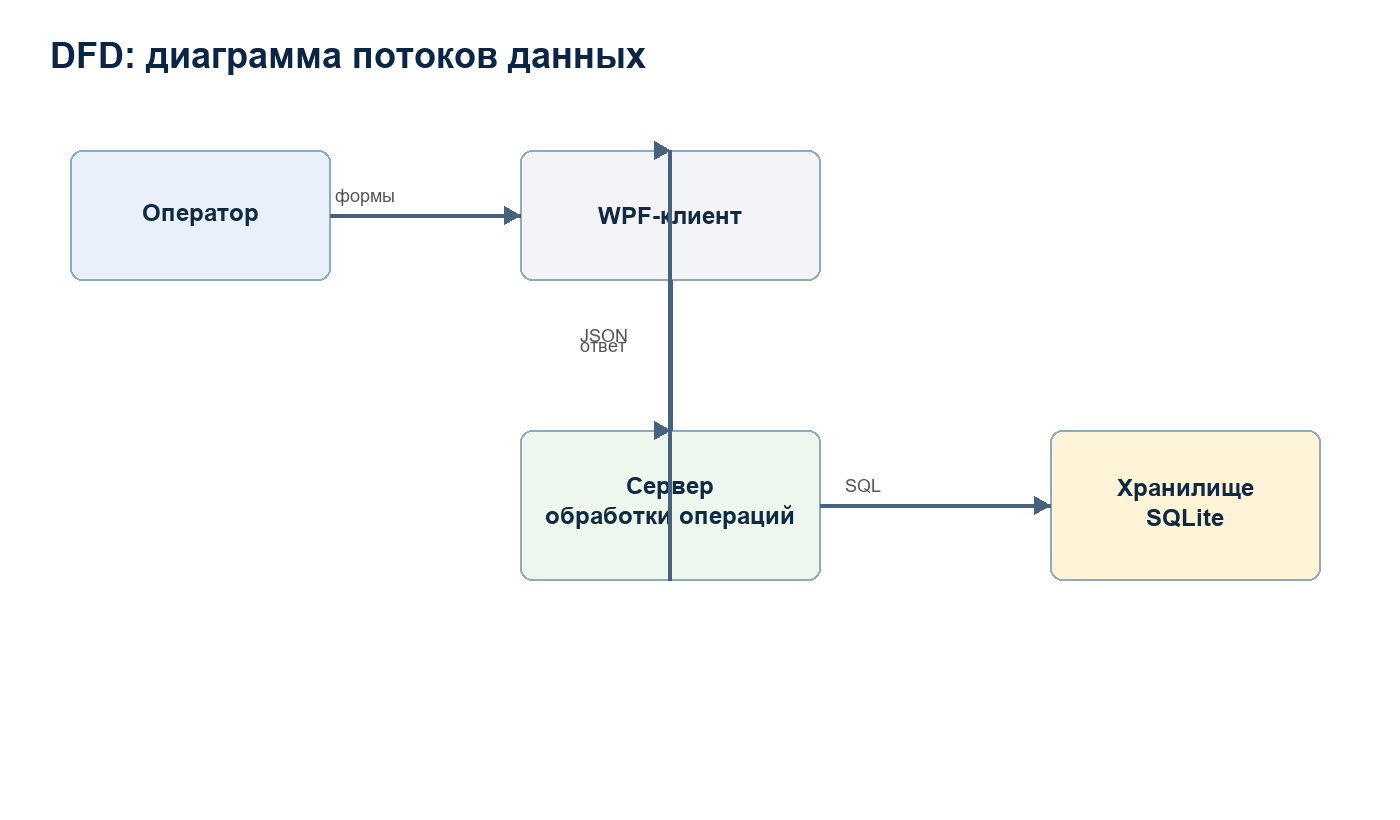 DFD: диаграмма потоков данных
Оператор
формы
WPF-клиент
JSON
ответ
Сервер
обработки операций
SQL
Хранилище
SQLite